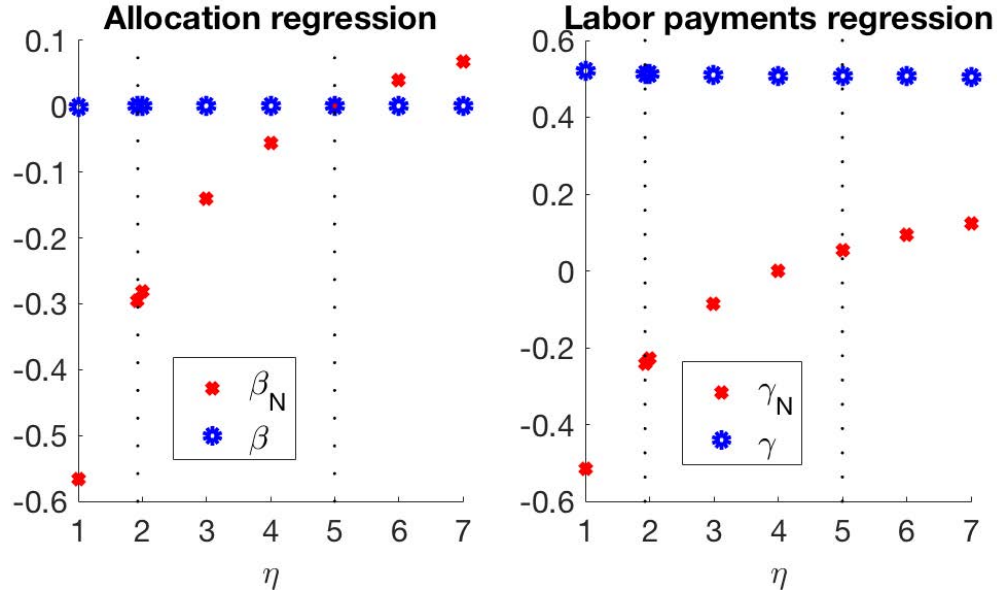 Allocation regression
0.1
0
-0.1
-0.2
-0.3
-0.4
-0.5
-0.6
1 2 3 4 5 6 7
η
β_N
β
Labor payments regression
0.6
0.4
0.2
0
-0.2
-0.4
-0.6
1 2 3 4 5 6 7
η
γ_N
γ